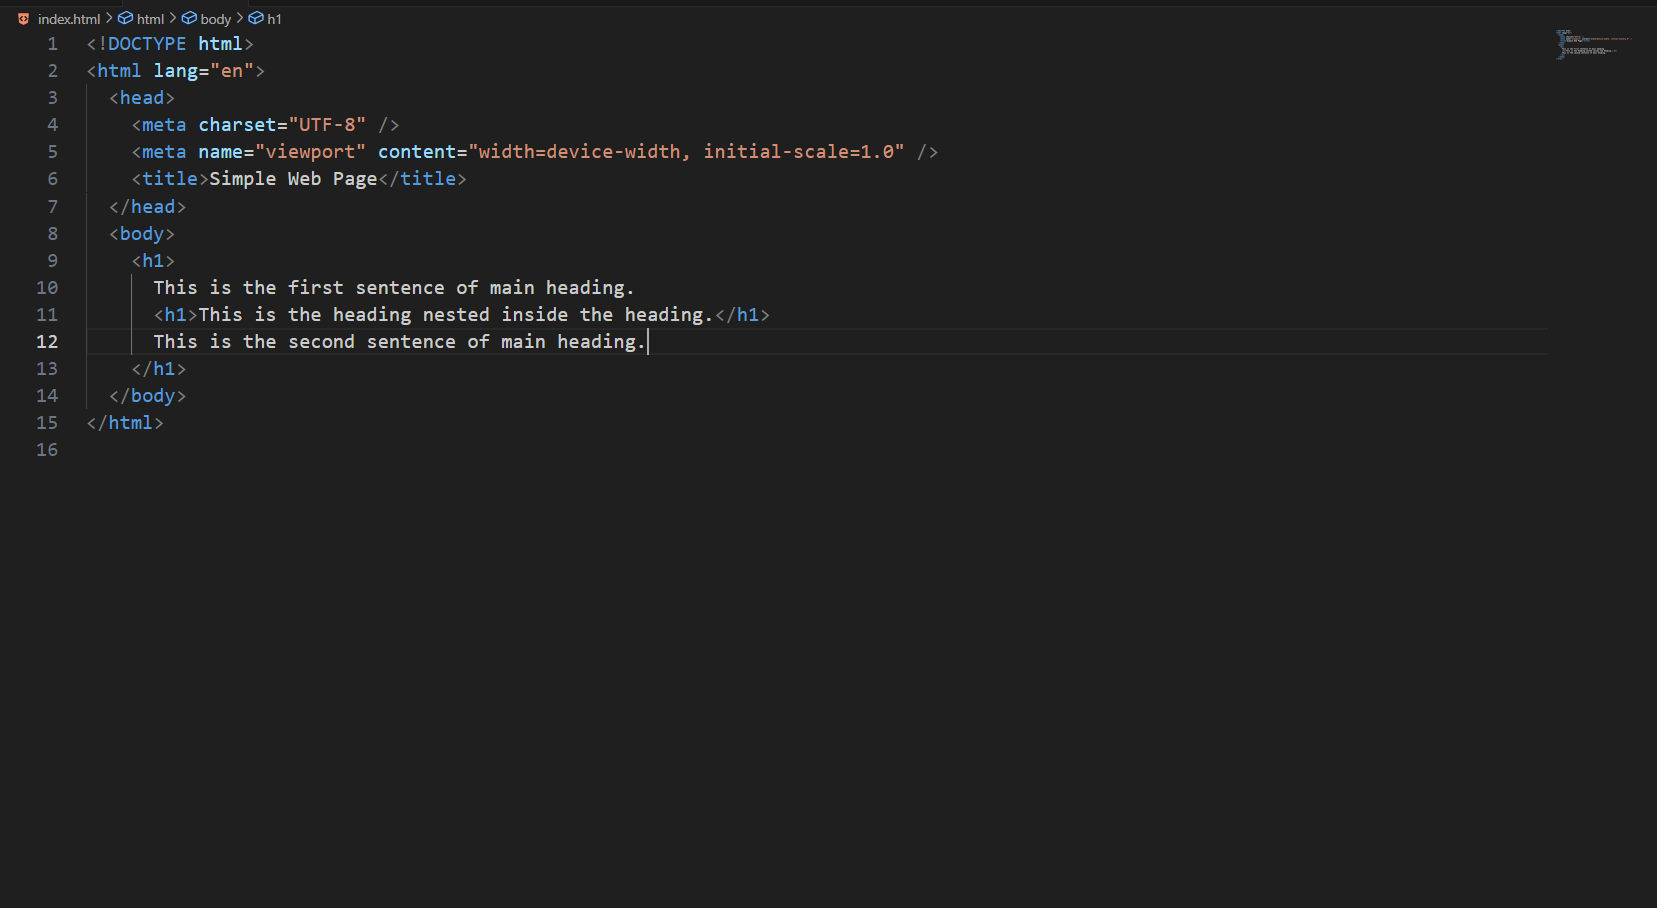 index.html > html > body > h1
1 <!DOCTYPE html>
2 <html lang="en">
3   <head>
4     <meta charset="UTF-8" />
5     <meta name="viewport" content="width=device-width, initial-scale=1.0" />
6     <title>Simple Web Page</title>
7   </head>
8   <body>
9     <h1>
10       This is the first sentence of main heading.
11       <h1>This is the heading nested inside the heading.</h1>
12       This is the second sentence of main heading.
13     </h1>
14   </body>
15 </html>
16